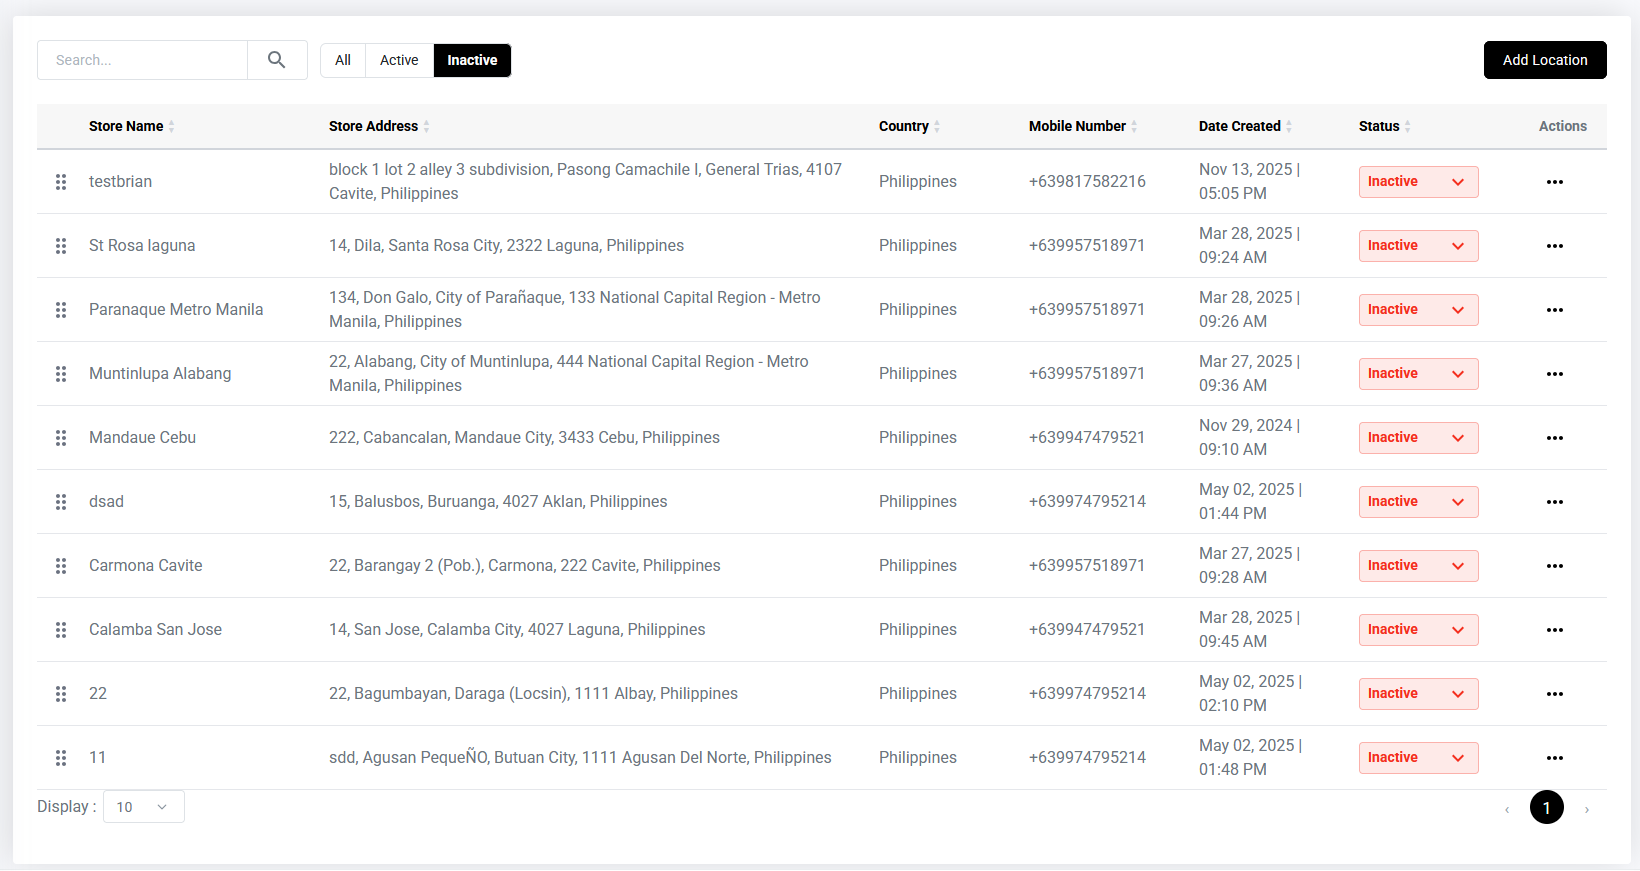 Search...
All Active Inactive
Add Location
Store Name Store Address Country Mobile Number Date Created Status Actions
testbrian
block 1 lot 2 alley 3 subdivision, Pasong Camachile I, General Trias, 4107
Cavite, Philippines
Philippines
+639817582216
Nov 13, 2025 |
05:05 PM
Inactive
St Rosa laguna
14, Dila, Santa Rosa City, 2322 Laguna, Philippines
Philippines
+639957518971
Mar 28, 2025 |
09:24 AM
Inactive
Paranaque Metro Manila
134, Don Galo, City of Parañaque, 133 National Capital Region - Metro
Manila, Philippines
Philippines
+639957518971
Mar 28, 2025 |
09:26 AM
Inactive
Muntinlupa Alabang
22, Alabang, City of Muntinlupa, 444 National Capital Region - Metro
Manila, Philippines
Philippines
+639957518971
Mar 27, 2025 |
09:36 AM
Inactive
Mandaue Cebu
222, Cabancalan, Mandaue City, 3433 Cebu, Philippines
Philippines
+639947479521
Nov 29, 2024 |
09:10 AM
Inactive
dsad
15, Balusbos, Buruanga, 4027 Aklan, Philippines
Philippines
+639974795214
May 02, 2025 |
01:44 PM
Inactive
Carmona Cavite
22, Barangay 2 (Pob.), Carmona, 222 Cavite, Philippines
Philippines
+639957518971
Mar 27, 2025 |
09:28 AM
Inactive
Calamba San Jose
14, San Jose, Calamba City, 4027 Laguna, Philippines
Philippines
+639947479521
Mar 28, 2025 |
09:45 AM
Inactive
22
22, Bagumbayan, Daraga (Locsin), 1111 Albay, Philippines
Philippines
+639974795214
May 02, 2025 |
02:10 PM
Inactive
11
sdd, Agusan PequeÑO, Butuan City, 1111 Agusan Del Norte, Philippines
Philippines
+639974795214
May 02, 2025 |
01:48 PM
Inactive
Display : 10
‹ 1 ›